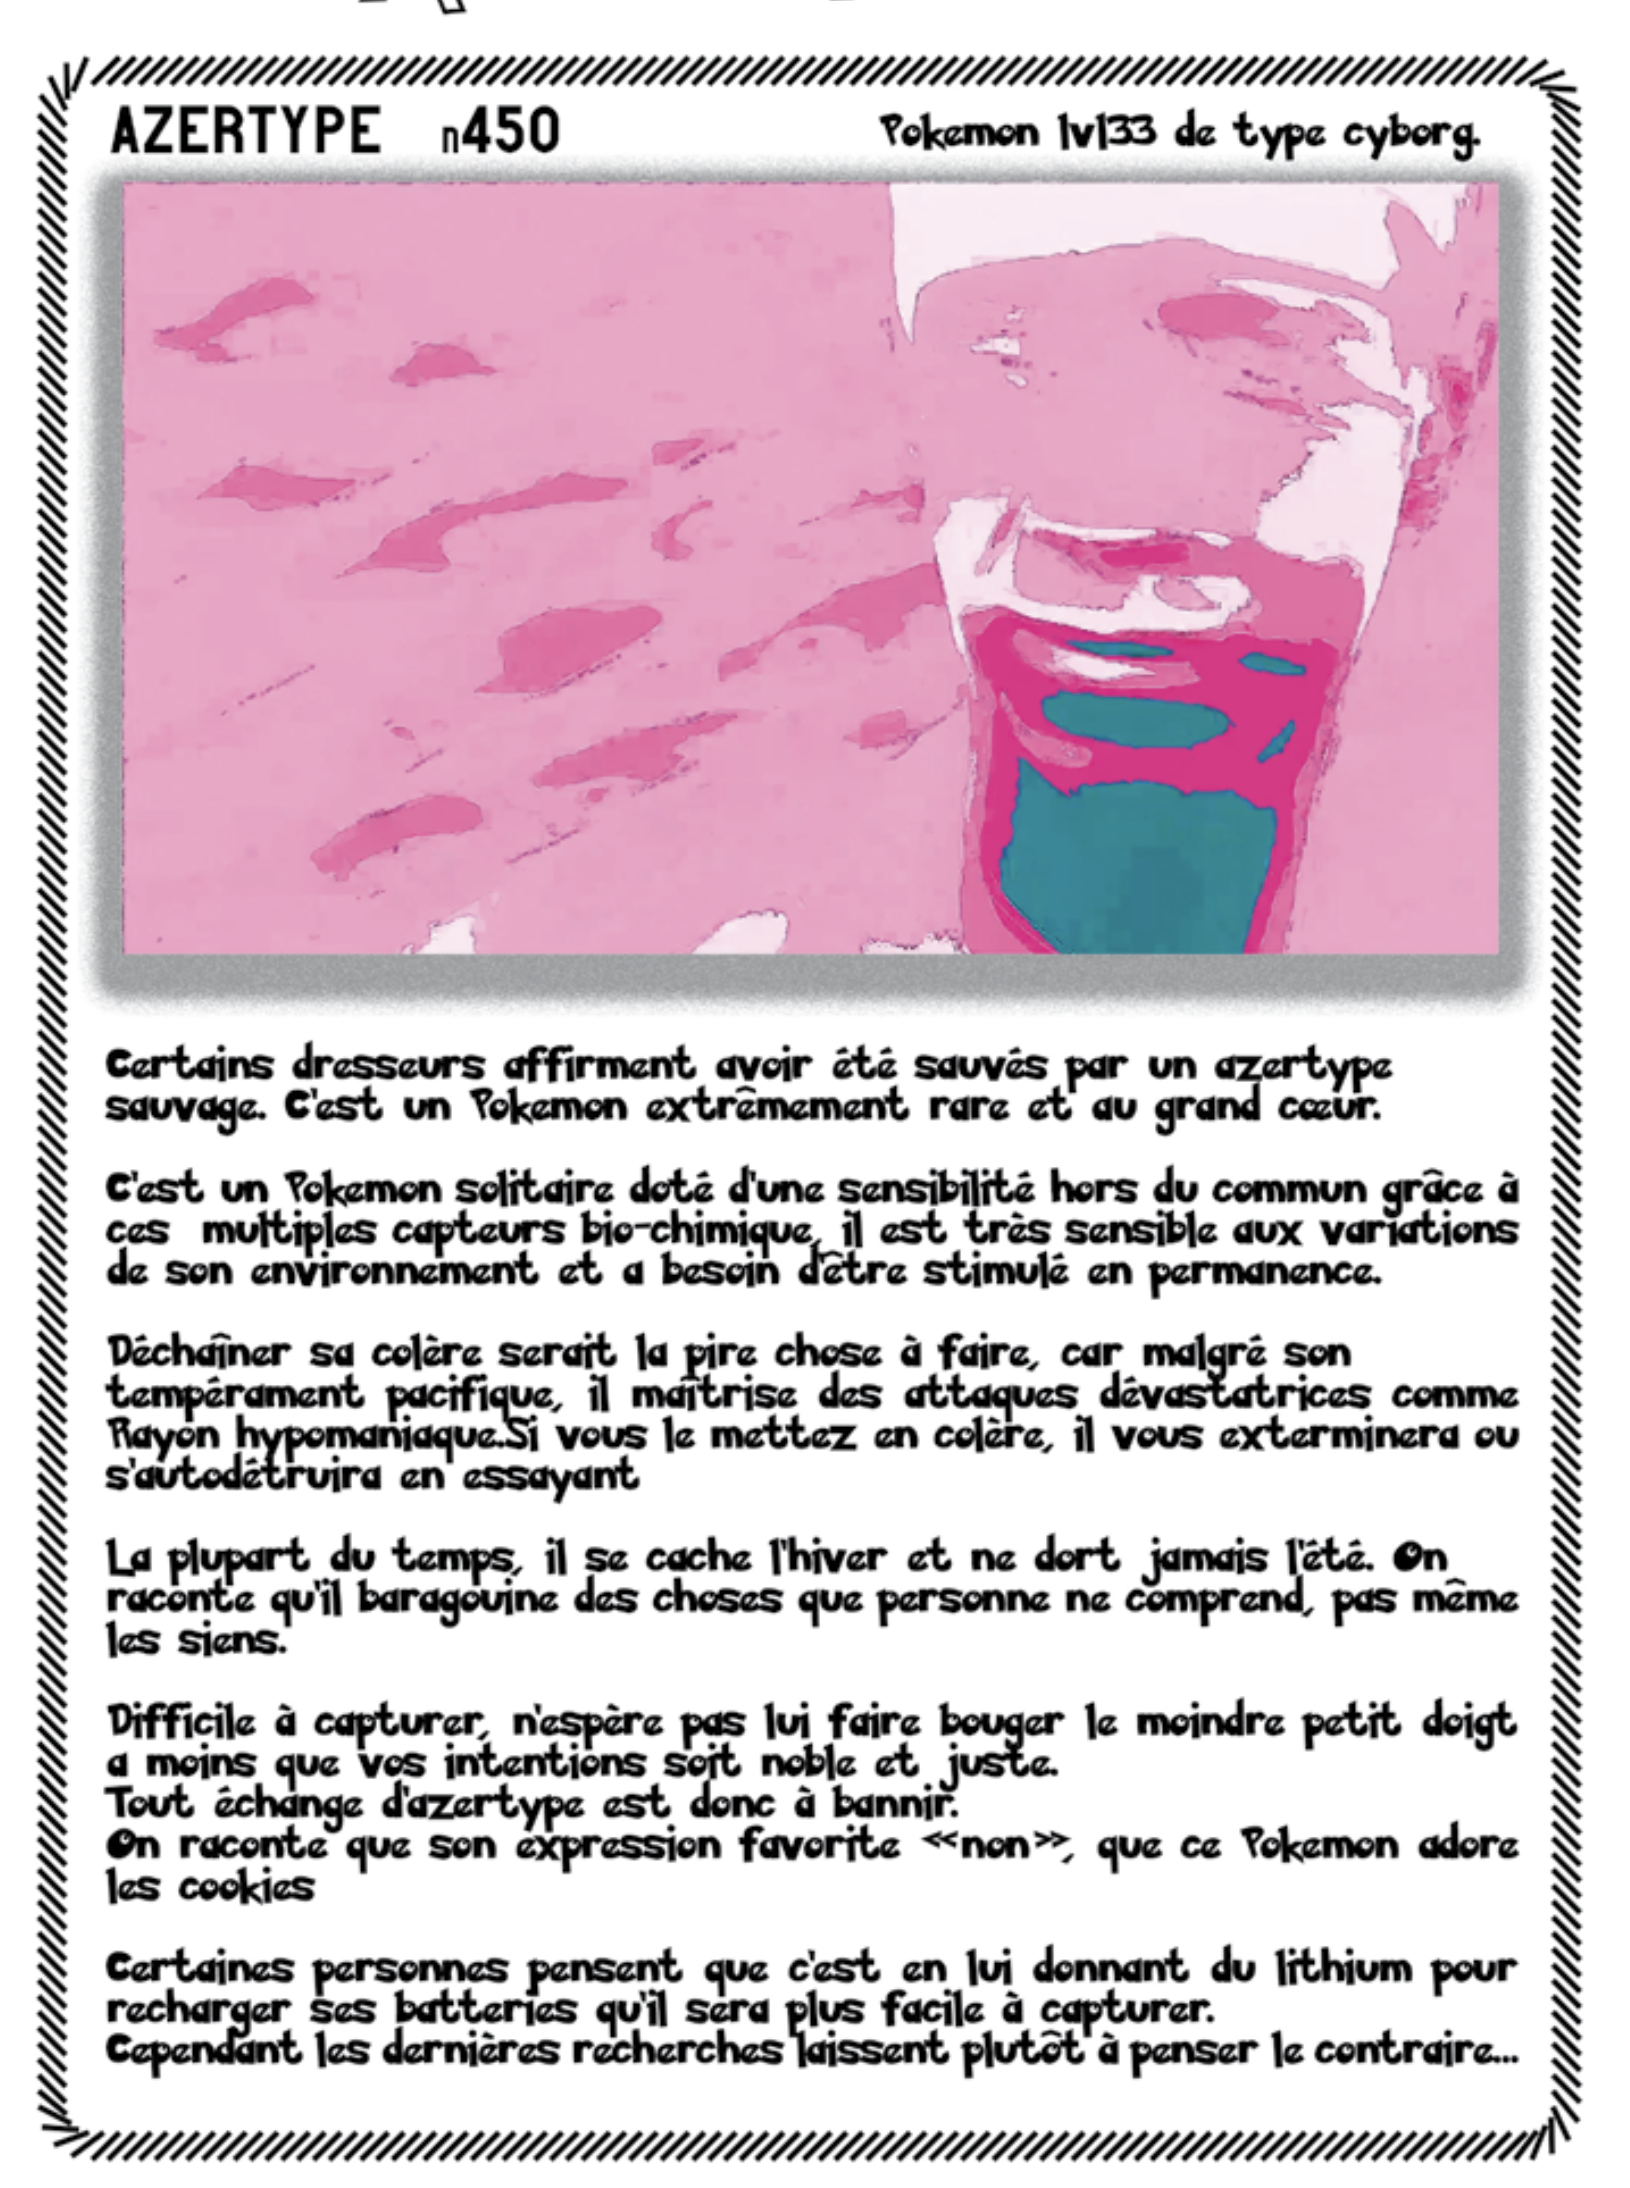 AZERTYPE n450
Pokemon lvl33 de type cyborg.
Certains dresseurs affirment avoir été sauvés par un azertype
sauvage. C'est un Pokemon extrêmement rare et au grand cœur.
C'est un Pokemon solitaire doté d'une sensibilité hors du commun grâce à
ces multiples capteurs bio-chimique, il est très sensible aux variations
de son environnement et a besoin d'être stimulé en permanence.
Déchaîner sa colère serait la pire chose à faire, car malgré son
tempérament pacifique, il maîtrise des attaques dévastatrices comme
Rayon hypomaniaque.Si vous le mettez en colère, il vous exterminera ou
s'autodétruira en essayant
La plupart du temps, il se cache l'hiver et ne dort jamais l'été. On
raconte qu'il baragouine des choses que personne ne comprend, pas même
les siens.
Difficile à capturer, n'espère pas lui faire bouger le moindre petit doigt
a moins que vos intentions soit noble et juste.
Tout échange d'azertype est donc à bannir.
On raconte que son expression favorite «non», que ce Pokemon adore
les cookies
Certaines personnes pensent que c'est en lui donnant du lithium pour
recharger ses batteries qu'il sera plus facile à capturer.
Cependant les dernières recherches laissent plutôt à penser le contraire...